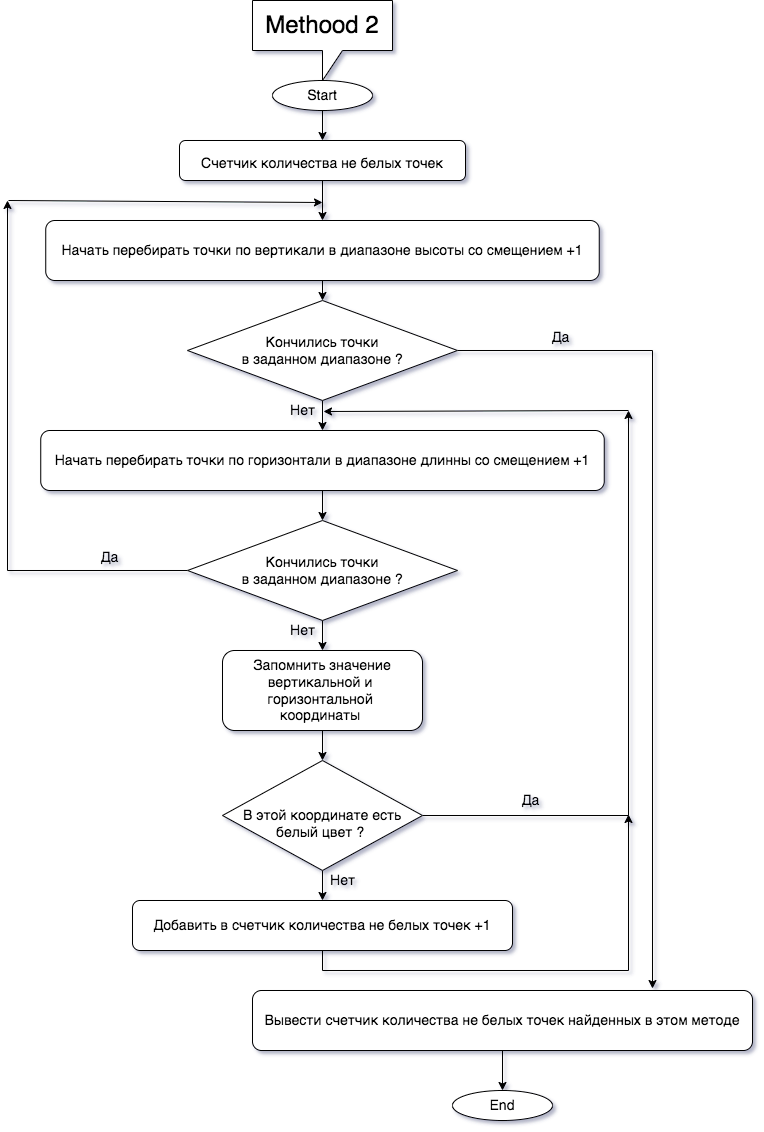 Methood 2
Start
Счетчик количества не белых точек
Начать перебирать точки по вертикали в диапазоне высоты со смещением +1
Кончились точки
в заданном диапазоне ?
Да
Нет
Начать перебирать точки по горизонтали в диапазоне длинны со смещением +1
Кончились точки
в заданном диапазоне ?
Да
Нет
Запомнить значение
вертикальной и
горизонтальной
координаты
В этой координате есть
белый цвет ?
Да
Нет
Добавить в счетчик количества не белых точек +1
Вывести счетчик количества не белых точек найденных в этом методе
End